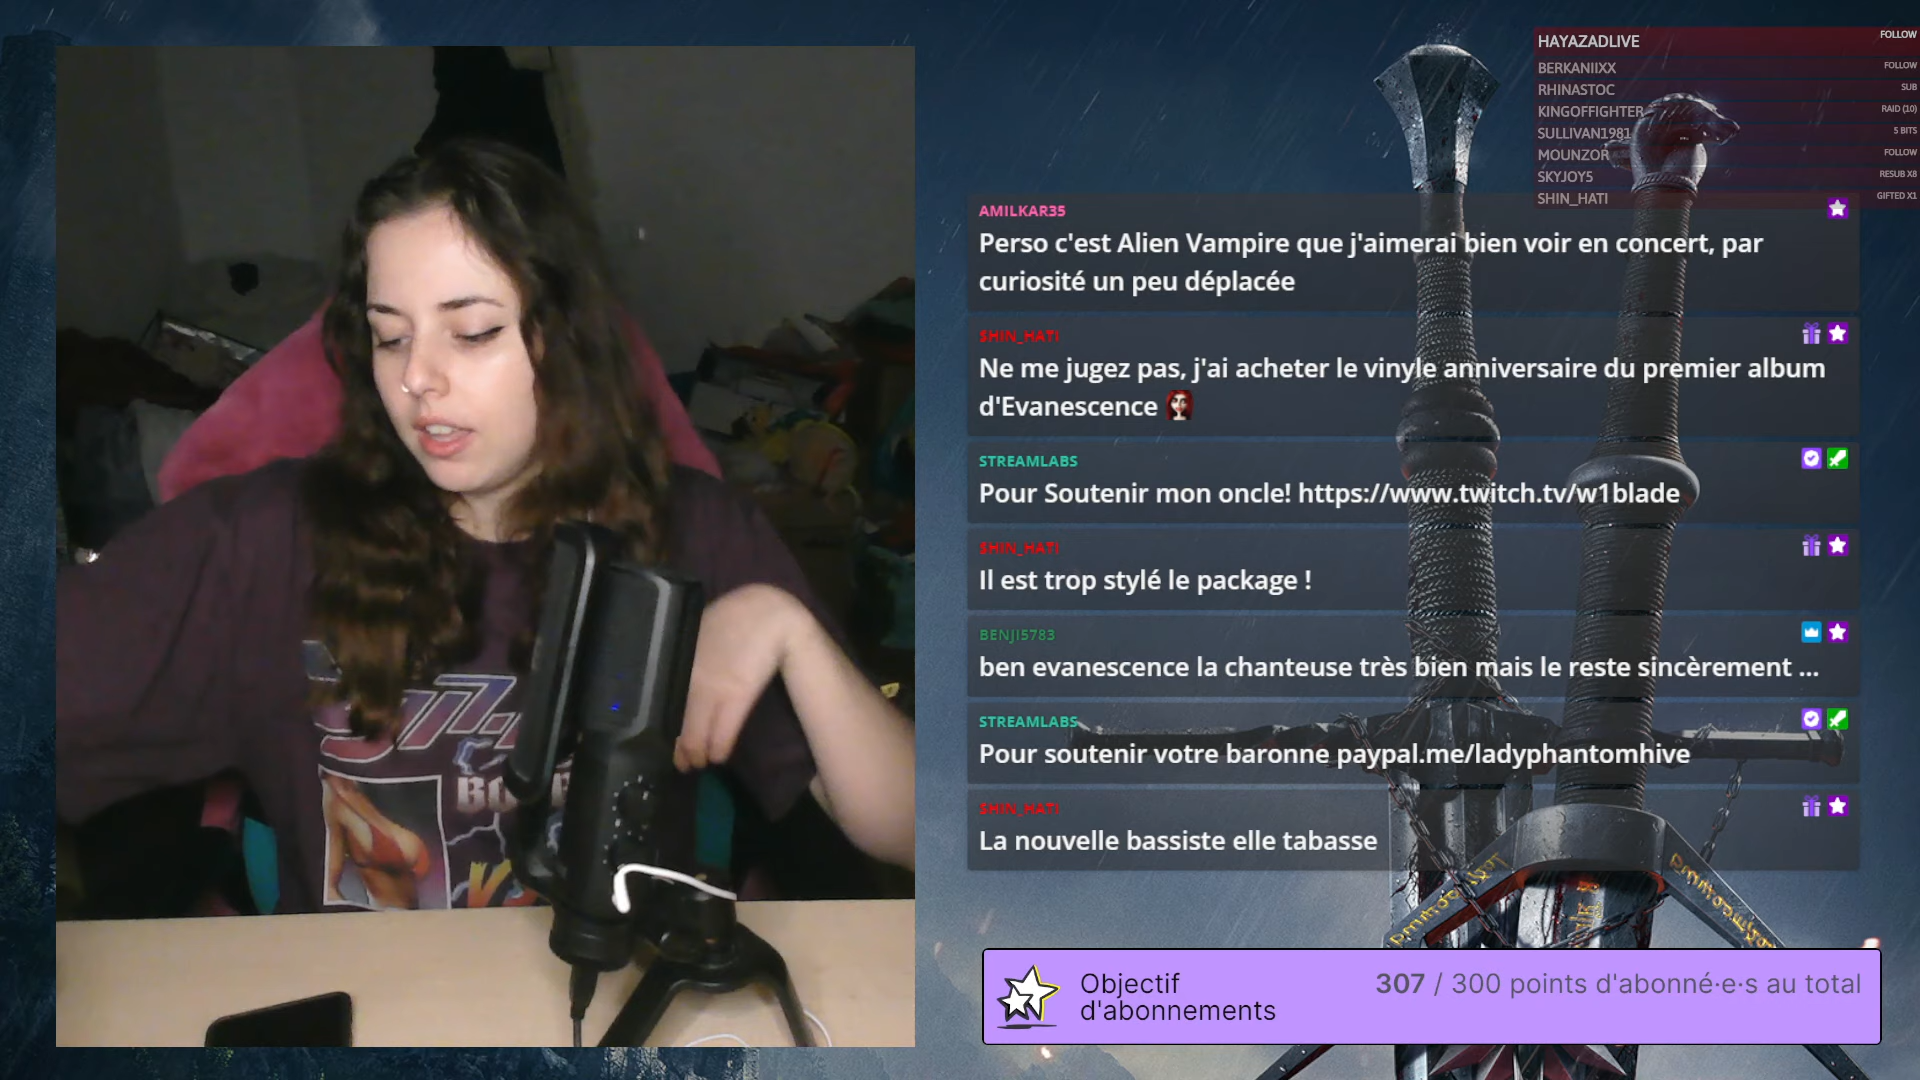 HAYAZADLIVE FOLLOW
BERKANIIXX FOLLOW
RHINASTOC SUB
KINGOFFIGHTER RAID (10)
SULLIVAN1981 5 BITS
MOUNZOR FOLLOW
SKYJOY5 RESUB X8
SHIN_HATI GIFTED X1
AMILKAR35
Perso c'est Alien Vampire que j'aimerai bien voir en concert, par
curiosité un peu déplacée
SHIN_HATI
Ne me jugez pas, j'ai acheter le vinyle anniversaire du premier album
d'Evanescence
STREAMLABS
Pour Soutenir mon oncle! https://www.twitch.tv/w1blade
SHIN_HATI
Il est trop stylé le package !
BENJI5783
ben evanescence la chanteuse très bien mais le reste sincèrement ...
STREAMLABS
Pour soutenir votre baronne paypal.me/ladyphantomhive
SHIN_HATI
La nouvelle bassiste elle tabasse
Objectif
d'abonnements
307 / 300 points d'abonné·e·s au total